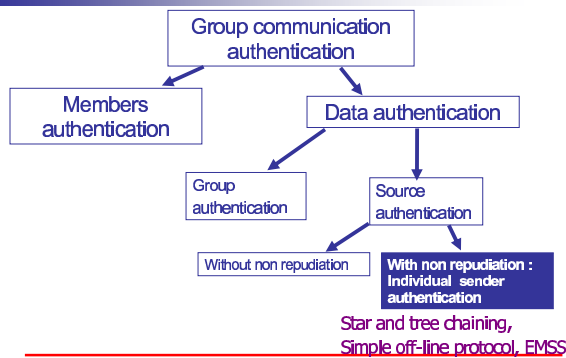 Group communication
authentication
Members
authentication
Data authentication
Group
authentication
Source
authentication
Without non repudiation
With non repudiation :
Individual sender
authentication
Star and tree chaining,
Simple off-line protocol, EMSS